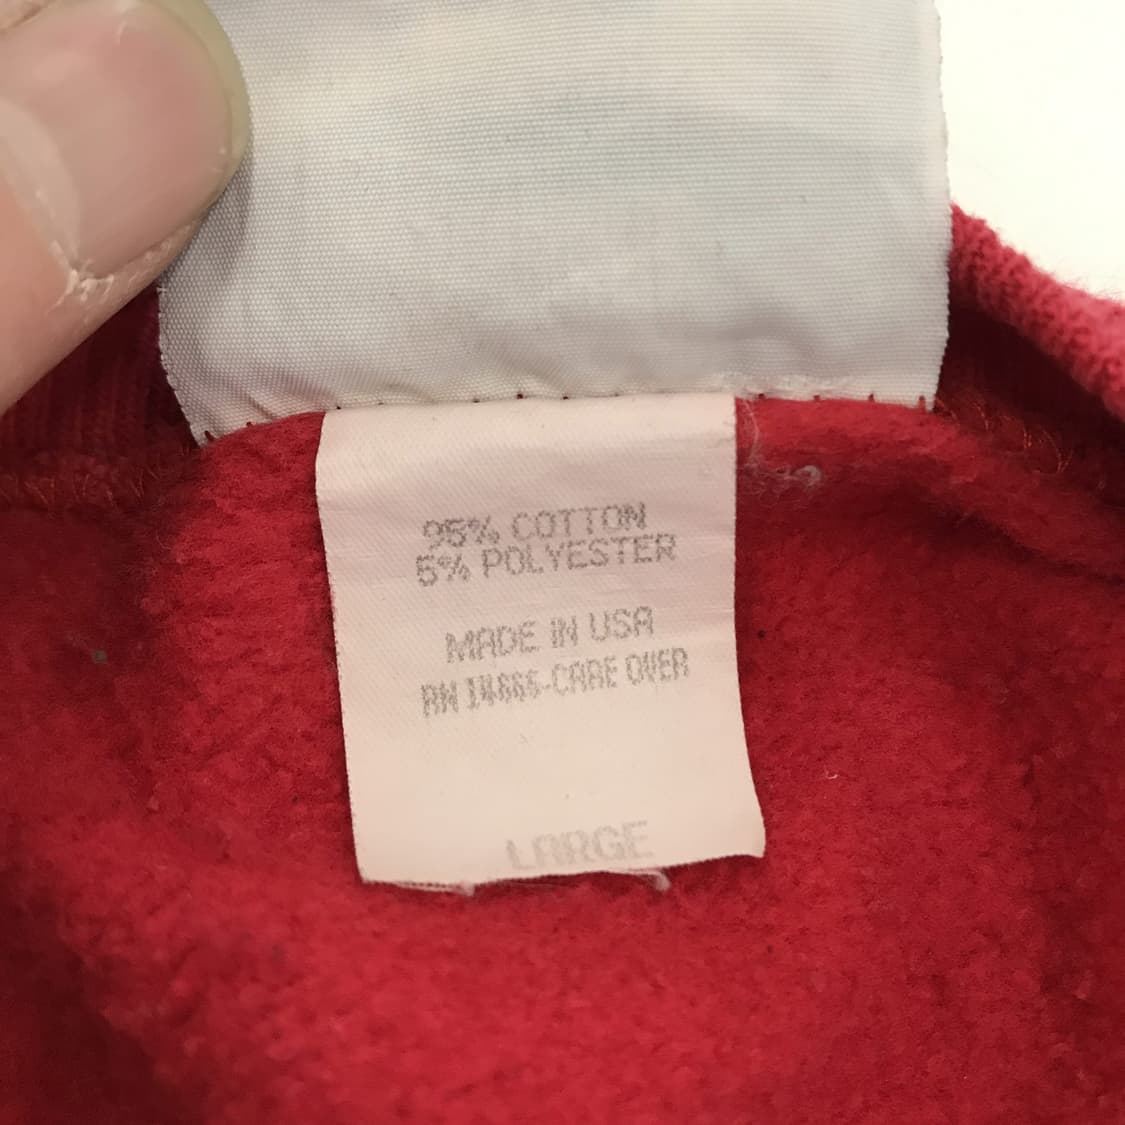 95% COTTON
5% POLYESTER
MADE IN USA
RN 14666-CARE OVER
LARGE